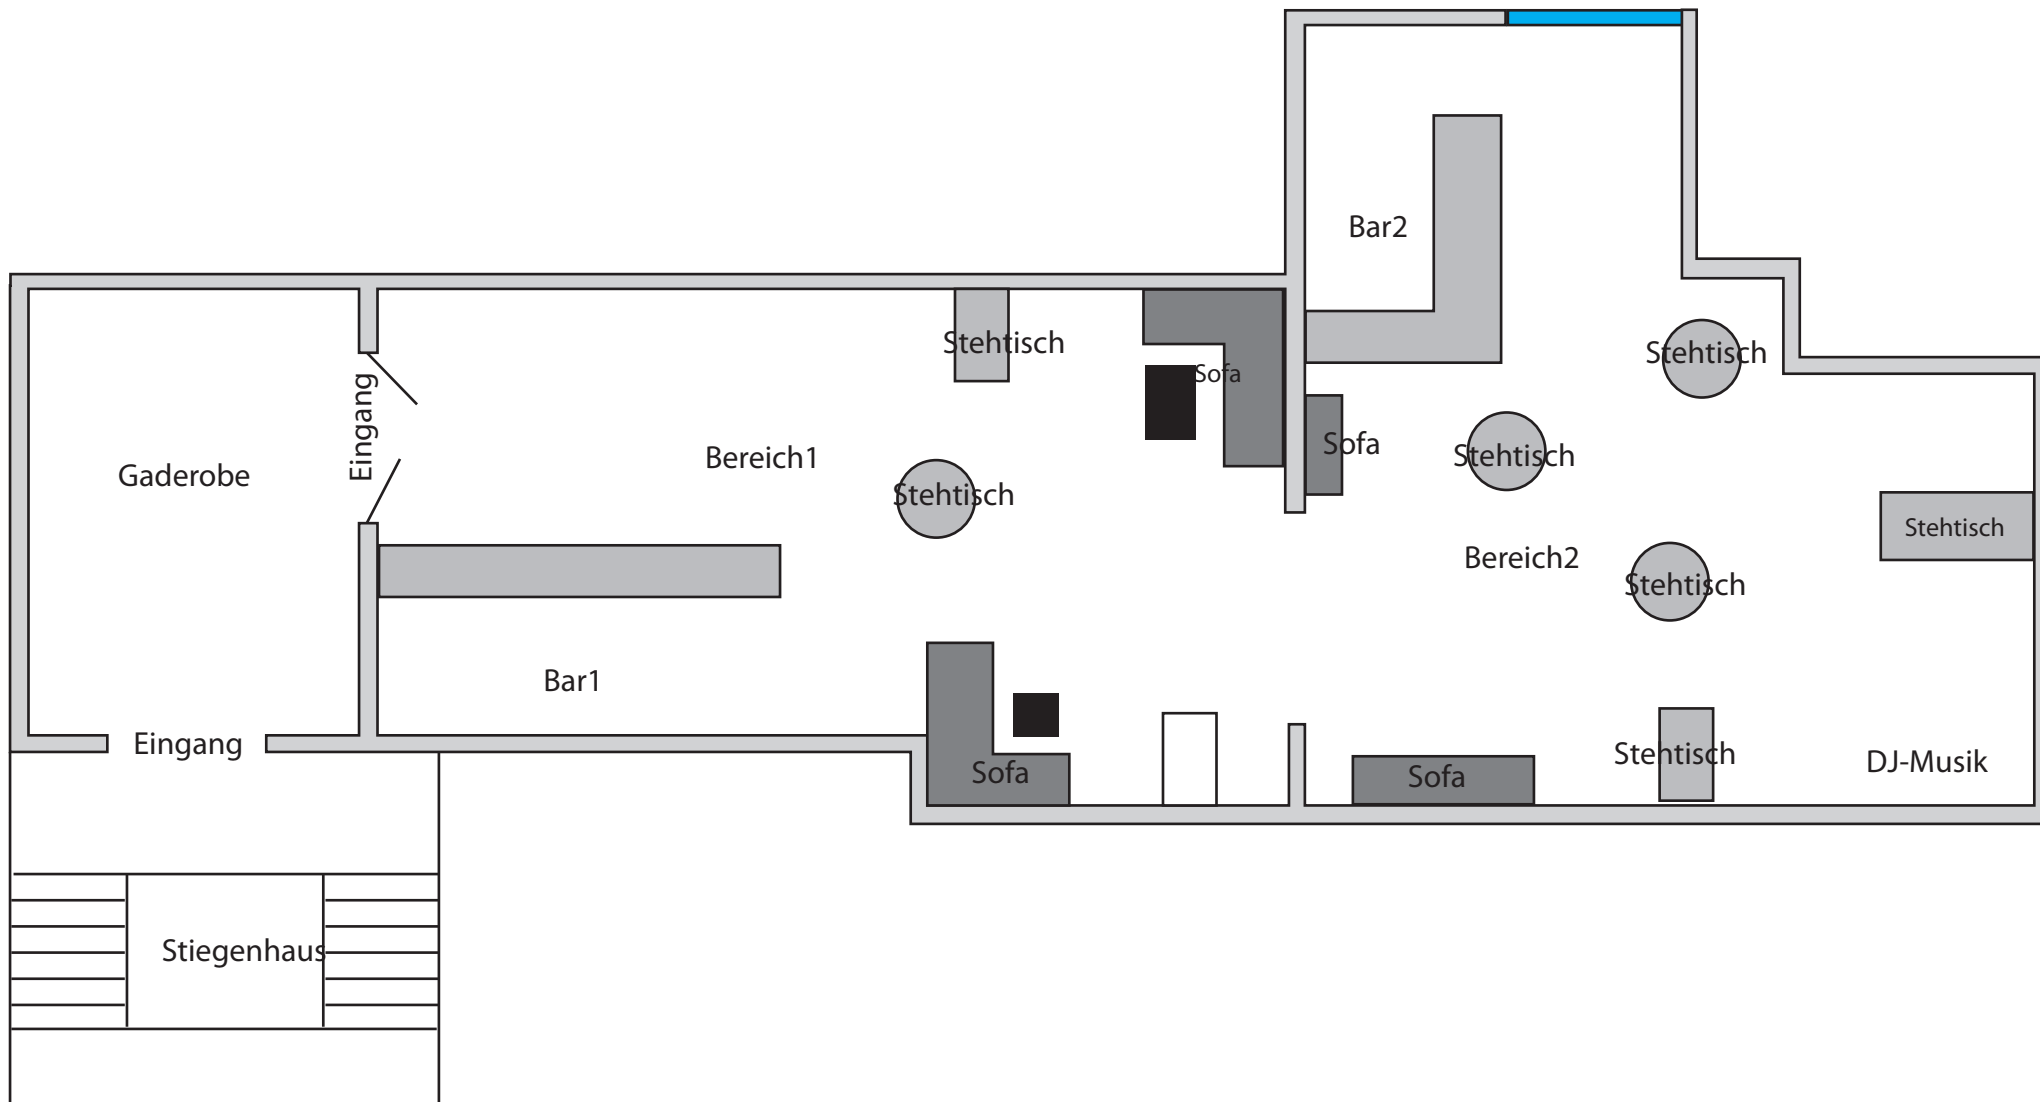 Bar2
Stehtisch
Stehtisch
Sofa
Eingang
Sofa
Stehtisch
Bereich1
Gaderobe
Stehtisch
Stehtisch
Bereich2
Stehtisch
Bar1
Eingang
Stehtisch
DJ-Musik
Sofa
Sofa
Stiegenhaus